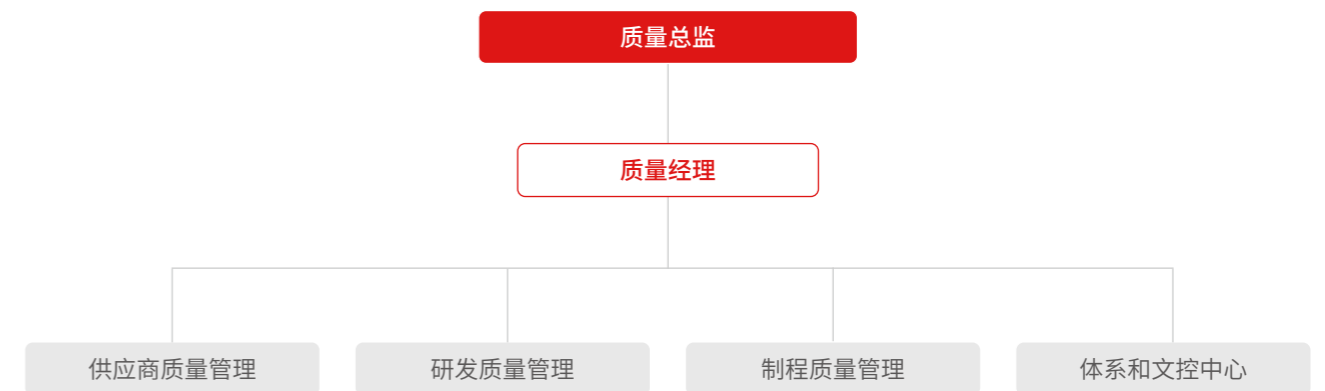 质量总监
质量经理
供应商质量管理
研发质量管理
制程质量管理
体系和文控中心